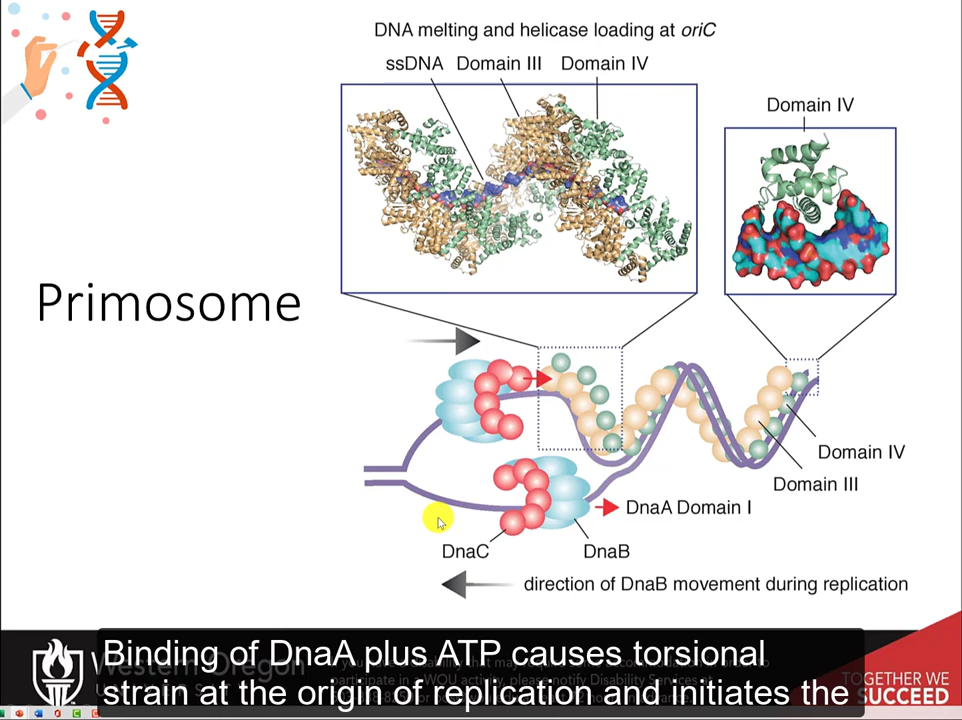 DNA melting and helicase loading at oriC
ssDNA Domain III Domain IV
Domain IV
Primosome
Domain IV
Domain III
DnaA Domain I
DnaC
DnaB
direction of DnaB movement during replication
Binding of DnaA plus ATP causes torsional
strain at the origin of replication and initiates the
Western Oregon
TOGETHER WE
SUCCEED